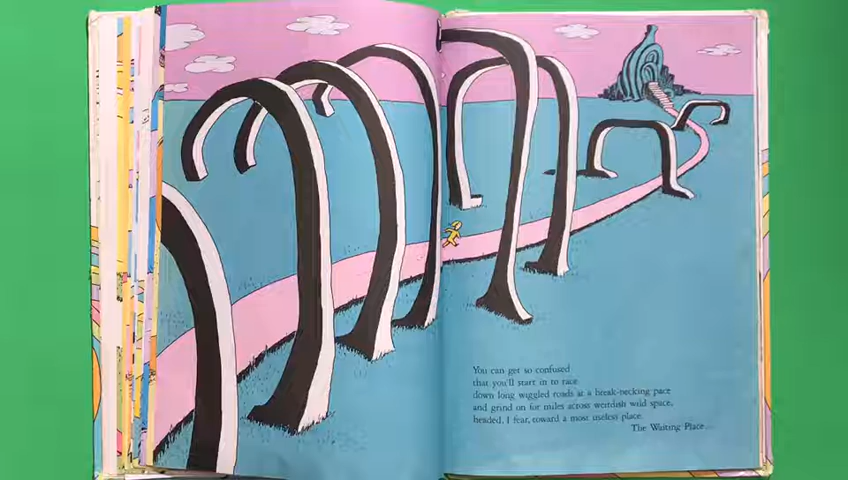 You can get so confused
that you'll start in to race
down long wiggled roads at a break-necking pace
and grind on for miles across weirdish wild space,
headed, I fear, toward a most useless place.
The Waiting Place...